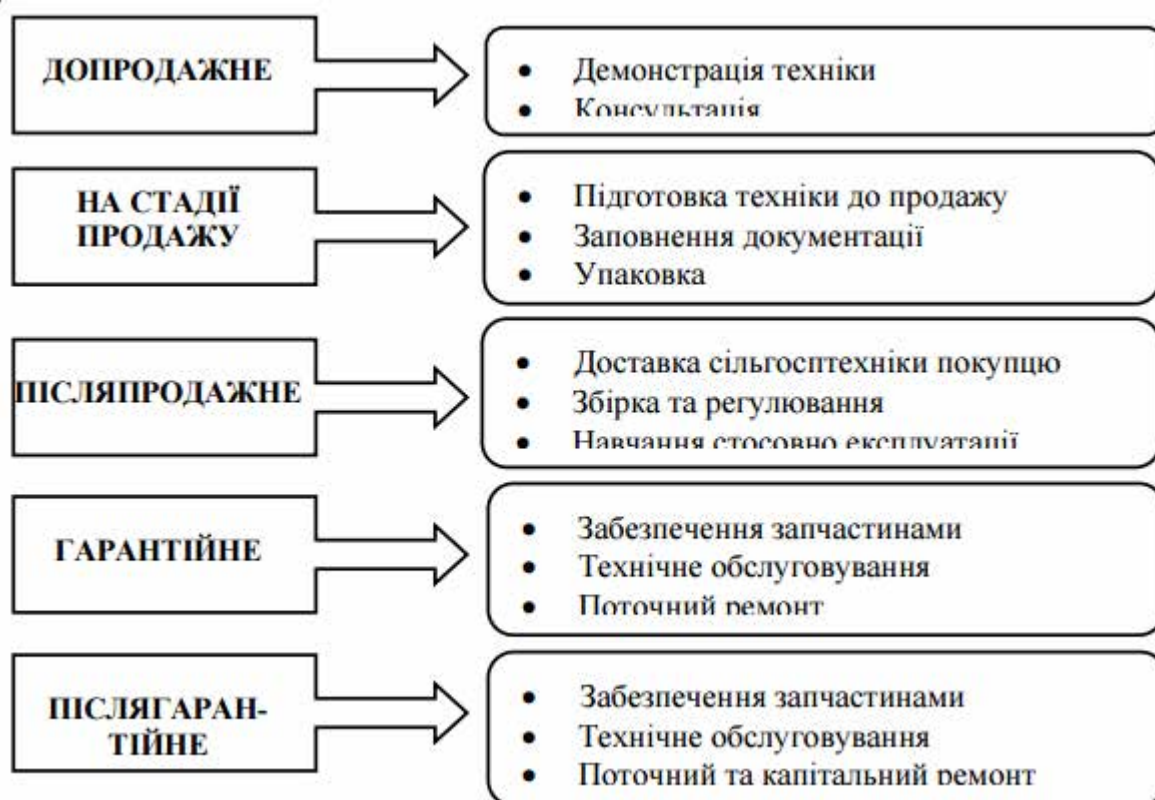 ДОПРОДАЖНЕ
• Демонстрація техніки
• Консультація
НА СТАДІЇ
ПРОДАЖУ
• Підготовка техніки до продажу
• Заповнення документації
• Упаковка
ПІСЛЯПРОДАЖНЕ
• Доставка сільгосптехніки покупцю
• Збірка та регулювання
• Навчання стосовно експлуатації
ГАРАНТІЙНЕ
• Забезпечення запчастинами
• Технічне обслуговування
• Поточний ремонт
ПІСЛЯГАРАН-
ТІЙНЕ
• Забезпечення запчастинами
• Технічне обслуговування
• Поточний та капітальний ремонт